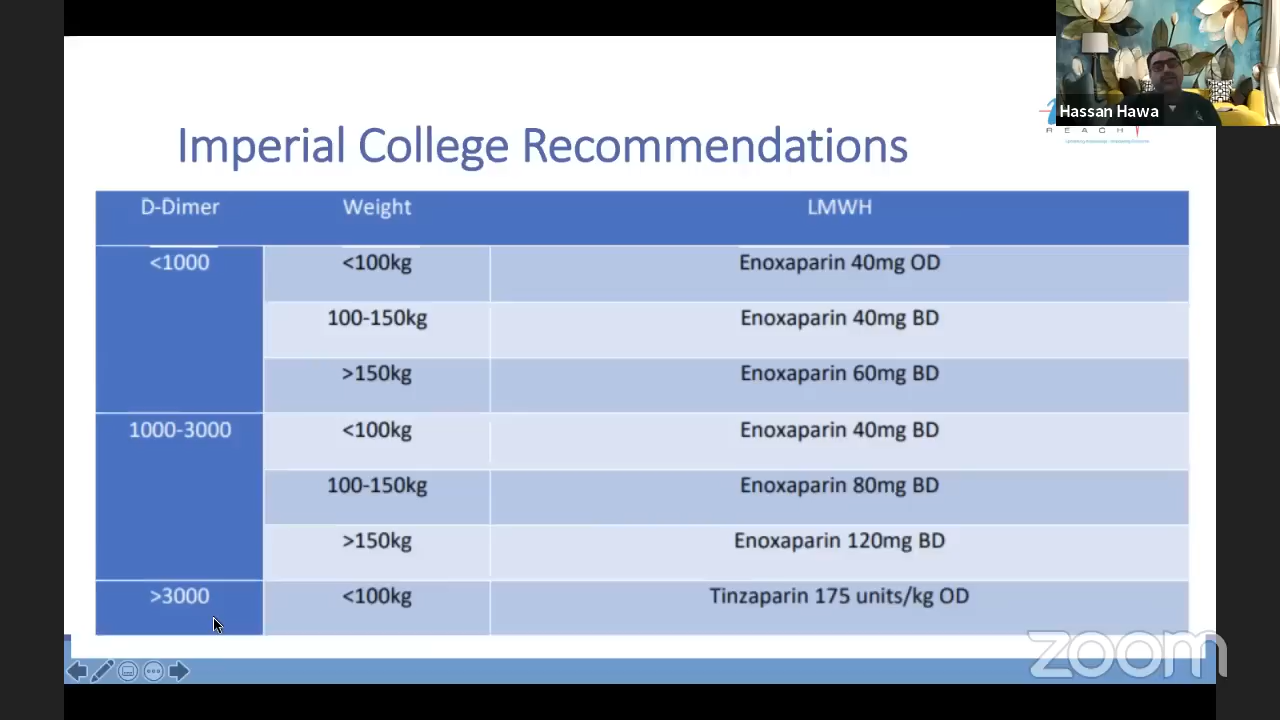 Hassan Hawa
REACH
Imperial College Recommendations
D-Dimer Weight LMWH
<1000 <100kg Enoxaparin 40mg OD
100-150kg Enoxaparin 40mg BD
>150kg Enoxaparin 60mg BD
1000-3000 <100kg Enoxaparin 40mg BD
100-150kg Enoxaparin 80mg BD
>150kg Enoxaparin 120mg BD
>3000 <100kg Tinzaparin 175 units/kg OD
zoom